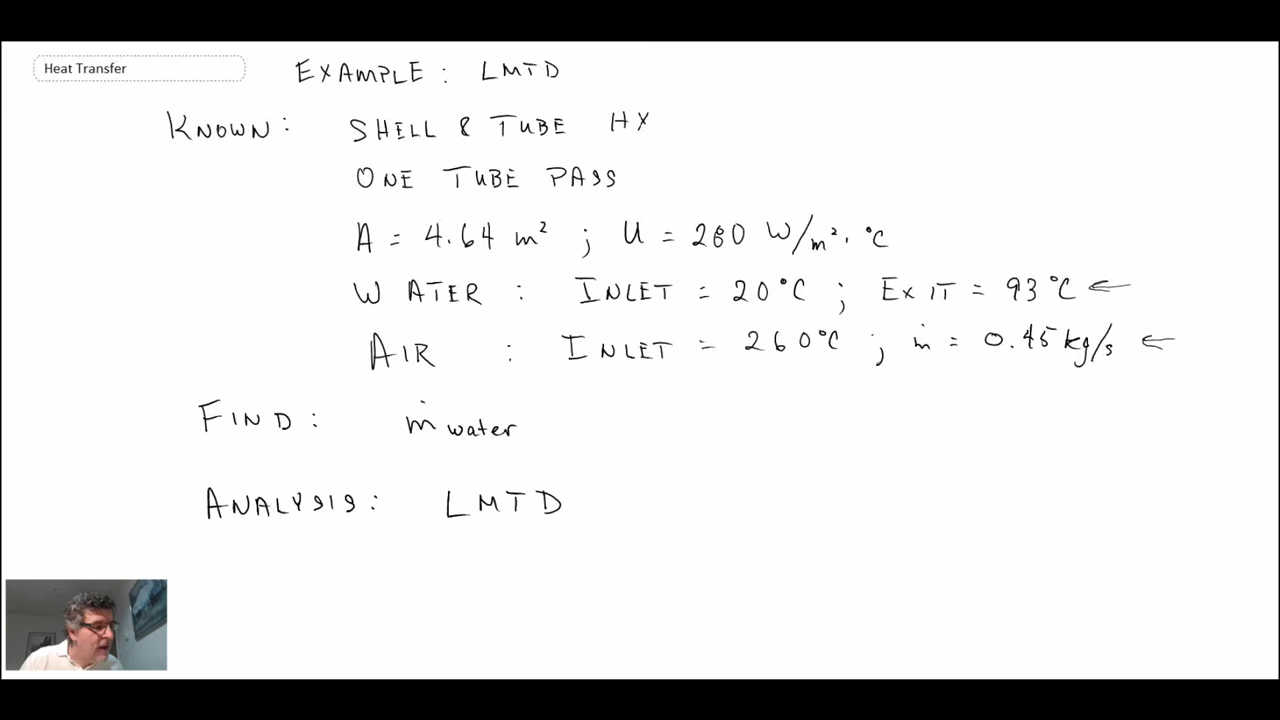 Heat Transfer
EXAMPLE: LMTD
KNOWN: SHELL & TUBE HX
ONE TUBE PASS
A = 4.64 m² ; U = 280 W/m²·°C
WATER : INLET = 20°C ; EXIT = 93°C ←
AIR : INLET = 260°C ; ṁ = 0.45 kg/s ←
FIND: ṁ water
ANALYSIS: LMTD